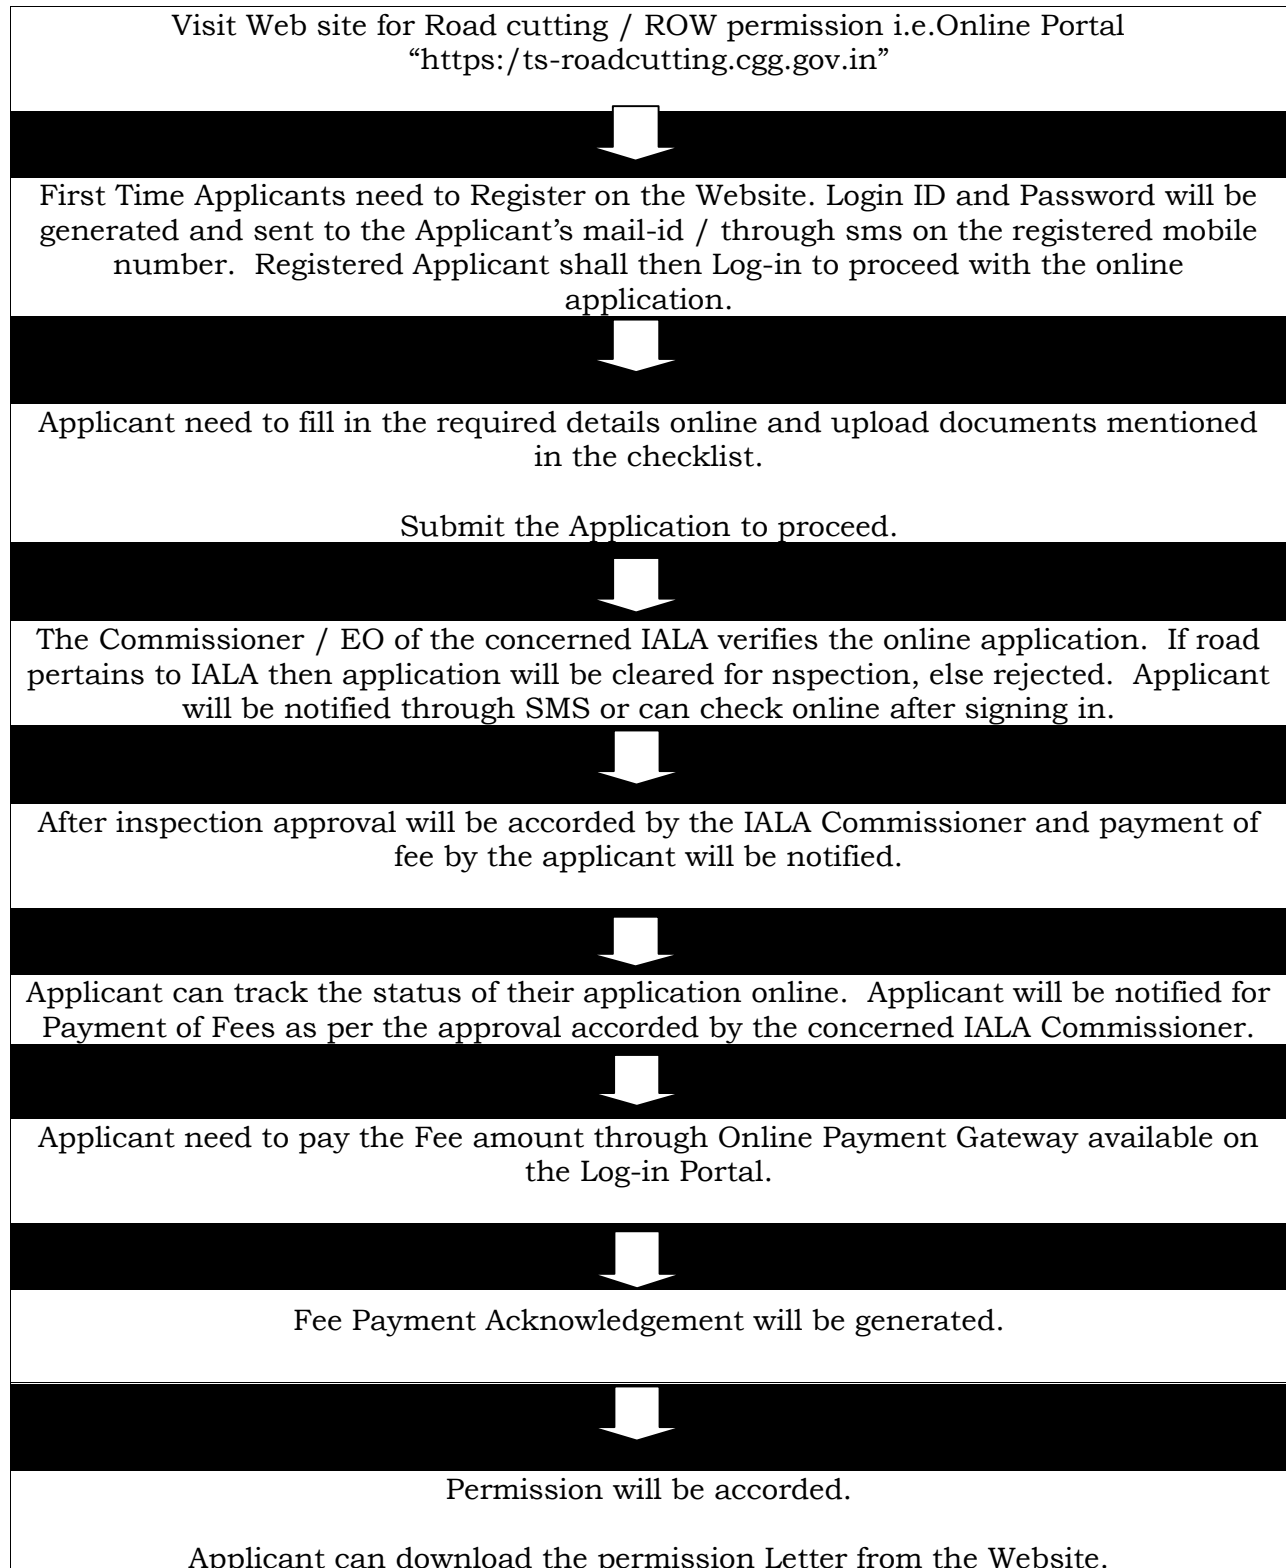 Visit Web site for Road cutting / ROW permission i.e.Online Portal
“https:/ts-roadcutting.cgg.gov.in”
First Time Applicants need to Register on the Website. Login ID and Password will be
generated and sent to the Applicant’s mail-id / through sms on the registered mobile
number. Registered Applicant shall then Log-in to proceed with the online
application.
Applicant need to fill in the required details online and upload documents mentioned
in the checklist.
Submit the Application to proceed.
The Commissioner / EO of the concerned IALA verifies the online application. If road
pertains to IALA then application will be cleared for nspection, else rejected. Applicant
will be notified through SMS or can check online after signing in.
After inspection approval will be accorded by the IALA Commissioner and payment of
fee by the applicant will be notified.
Applicant can track the status of their application online. Applicant will be notified for
Payment of Fees as per the approval accorded by the concerned IALA Commissioner.
Applicant need to pay the Fee amount through Online Payment Gateway available on
the Log-in Portal.
Fee Payment Acknowledgement will be generated.
Permission will be accorded.
Applicant can download the permission Letter from the Website.